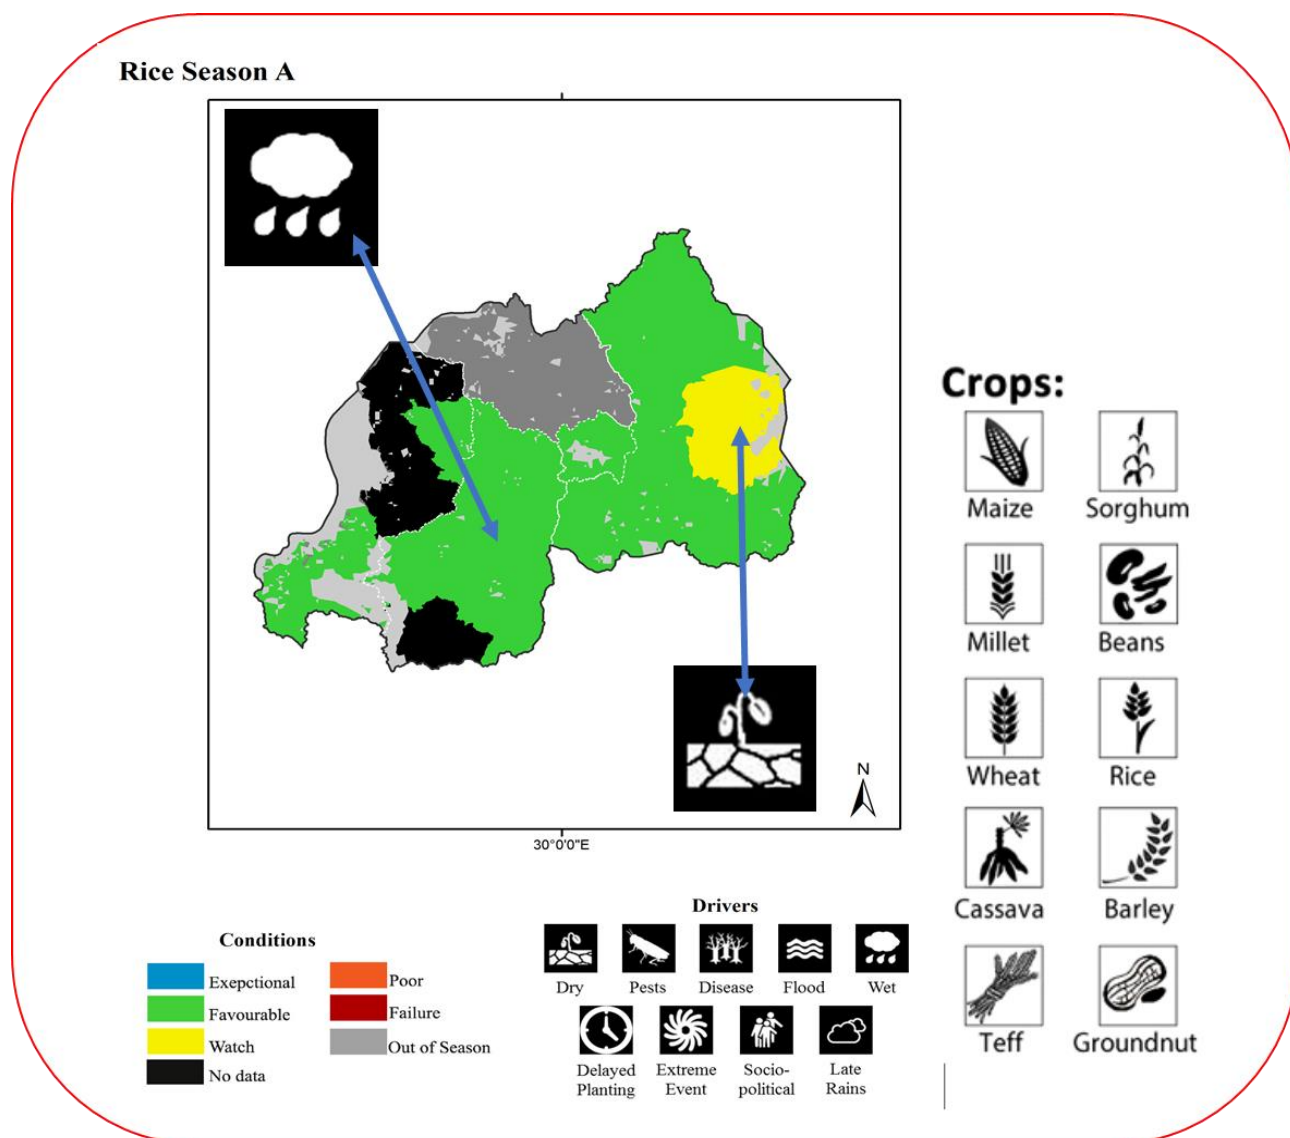 Rice Season A
N
30°0'0"E
Crops:
Maize
Sorghum
Millet
Beans
Wheat
Rice
Cassava
Barley
Teff
Groundnut
Conditions
Exepctional
Poor
Favourable
Failure
Watch
Out of Season
No data
Drivers
Dry
Pests
Disease
Flood
Wet
Delayed
Planting
Extreme
Event
Socio-
political
Late
Rains